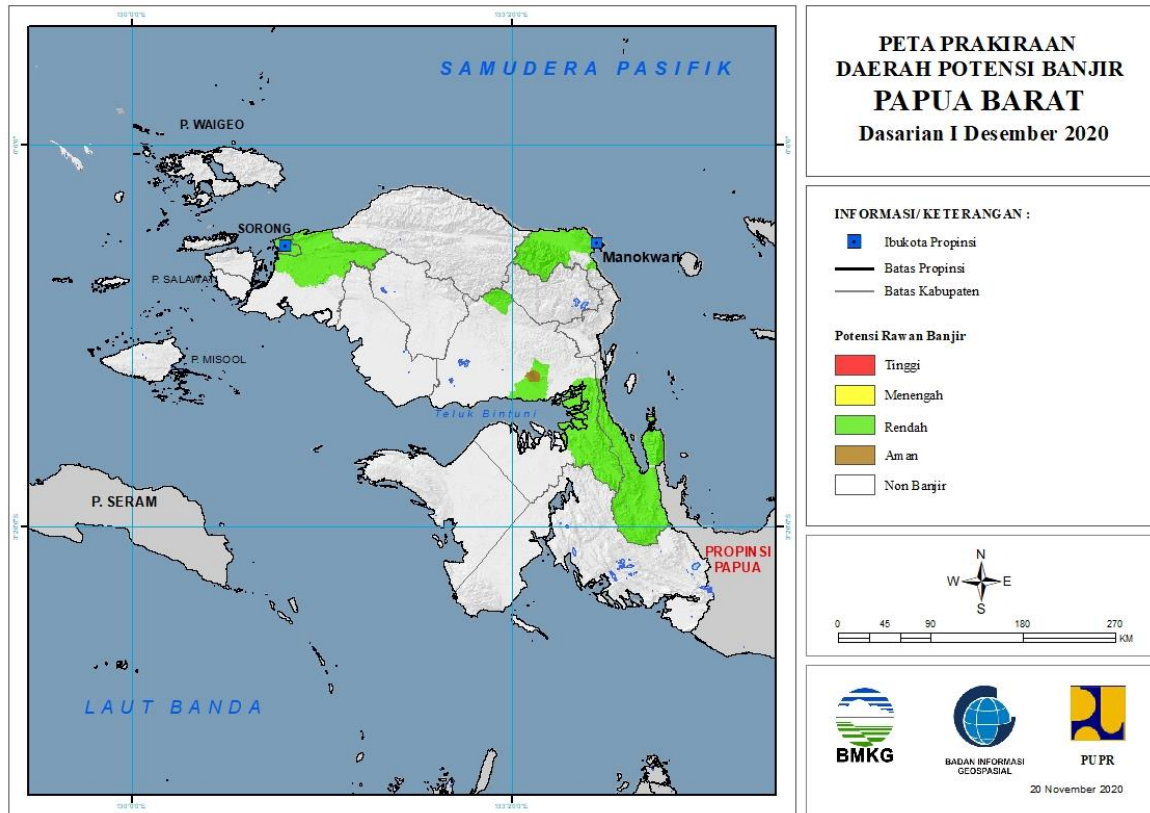 PETA PRAKIRAAN
DAERAH POTENSI BANJIR
PAPUA BARAT
Dasarian I Desember 2020
INFORMASI/ KETERANGAN :
Ibukota Propinsi
Batas Propinsi
Batas Kabupaten
Potensi Rawan Banjir
Tinggi
Menengah
Rendah
Aman
Non Banjir
N
W E
S
0 45 90 180 270
KM
BMKG
BADAN INFORMASI
GEOSPASIAL
PUPR
20 November 2020
SAMUDERA PASIFIK
P. WAIGEO
SORONG
Manokwari
P. SALAWATI
P. MISOOL
Teluk Bintuni
P. SERAM
PROPINSI
PAPUA
LAUT BANDA